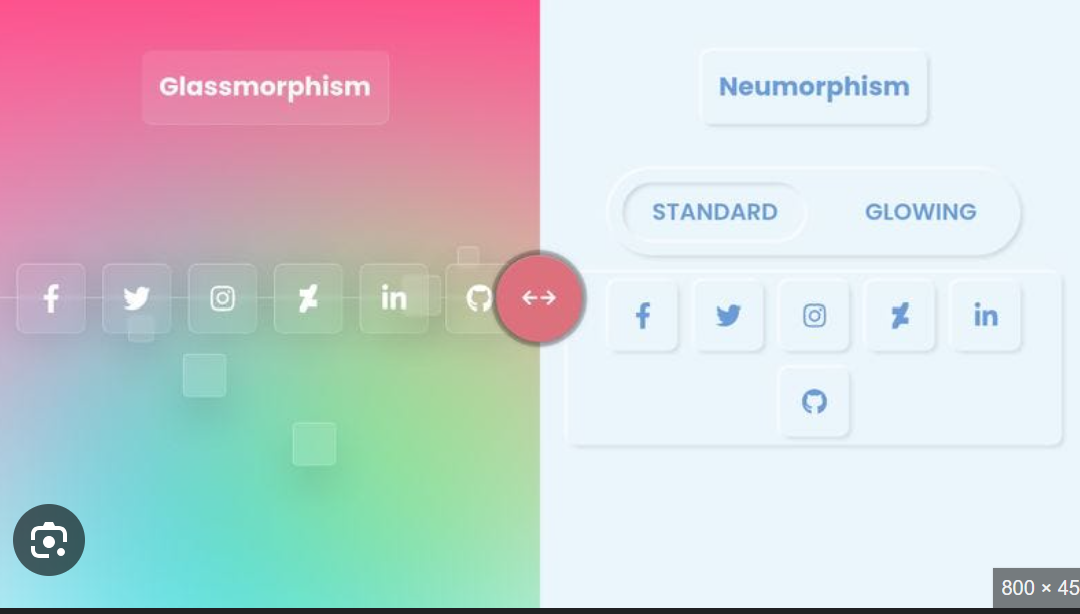 Glassmorphism
Neumorphism
STANDARD
GLOWING
800 × 45